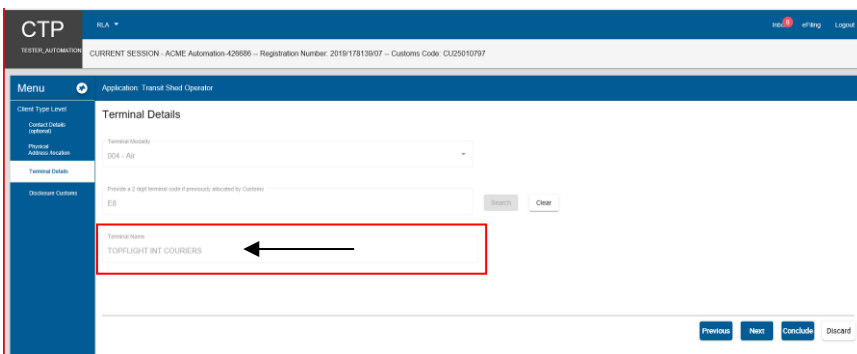 CTP
RLA
Inbox 8 eFiling Logout
TESTER_AUTOMATION
CURRENT SESSION - ACME Automation-426686 -- Registration Number: 2019/178139/07 -- Customs Code: CU25010797
Menu
Application: Transit Shed Operator
Client Type Level
Contact Details
(optional)
Physical
Address /location
Terminal Details
Disclosure Customs
Terminal Details
Terminal Modality
004 - Air
Provide a 2 digit terminal code if previously allocated by Customs
E8
Search Clear
Terminal Name
TOPFLIGHT INT COURIERS
Previous Next Conclude Discard